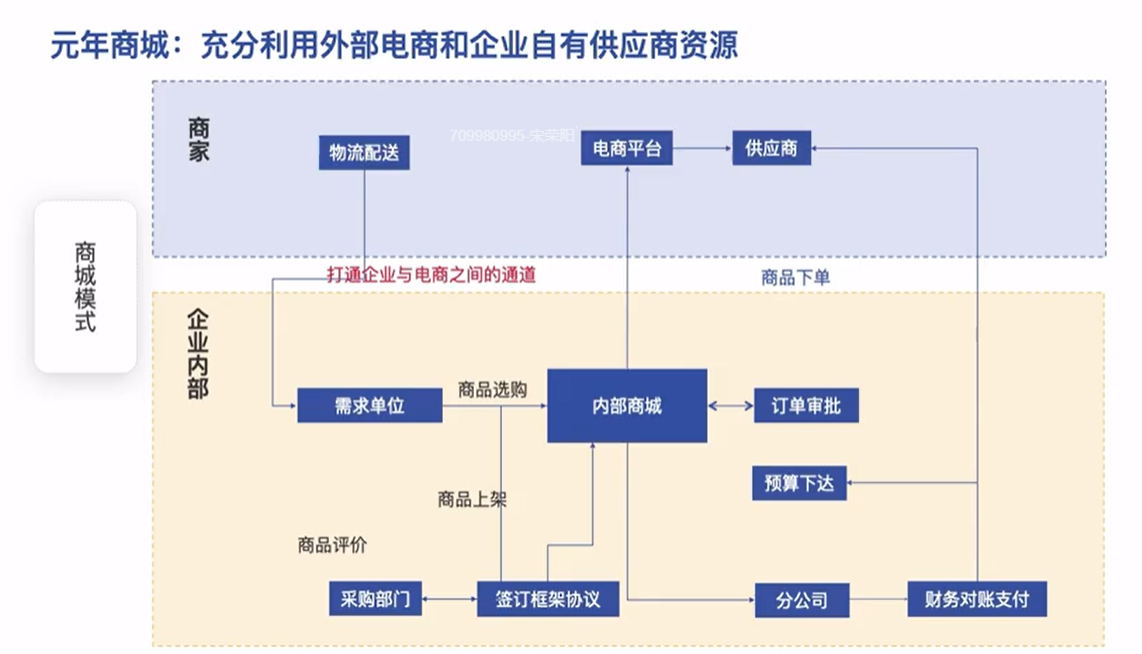 元年商城：充分利用外部电商和企业自有供应商资源
商城模式
商家
709980995-宋荣阳
物流配送
电商平台
供应商
打通企业与电商之间的通道
商品下单
企业内部
需求单位
商品选购
内部商城
订单审批
预算下达
商品上架
商品评价
采购部门
签订框架协议
分公司
财务对账支付